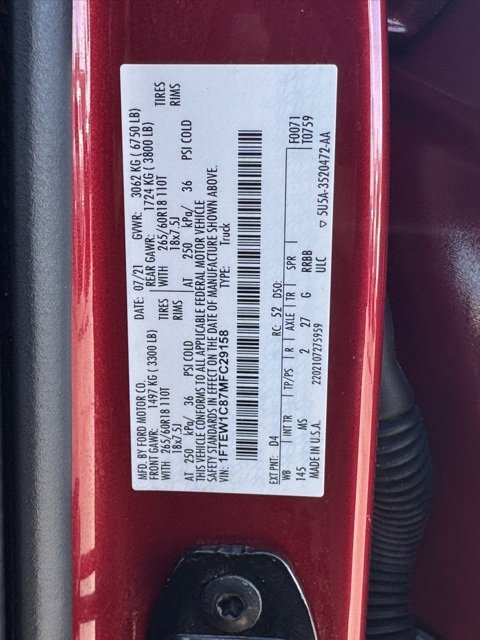 MFD. BY FORD MOTOR CO. DATE: 07/21 GVWR: 3062 KG ( 6750 LB)
FRONT GAWR: 1497 KG ( 3300 LB) REAR GAWR: 1724 KG ( 3800 LB)
WITH 265/60R18 110T TIRES WITH 265/60R18 110T TIRES
18x7.5J RIMS 18x7.5J RIMS
AT 250 kPa/ 36 PSI COLD AT 250 kPa/ 36 PSI COLD
THIS VEHICLE CONFORMS TO ALL APPLICABLE FEDERAL MOTOR VEHICLE
SAFETY STANDARDS IN EFFECT ON THE DATE OF MANUFACTURE SHOWN ABOVE.
VIN: 1FTEW1C87MFC29158 TYPE: Truck
F0071
T0759
EXT PNT: D4 RC: 52 DSO:
WB INT TR TP/PS R AXLE TR SPR
145 MS 2 27 G RRBB
MADE IN U.S.A. 2202107275959 ULC
5U5A-3520472-AA